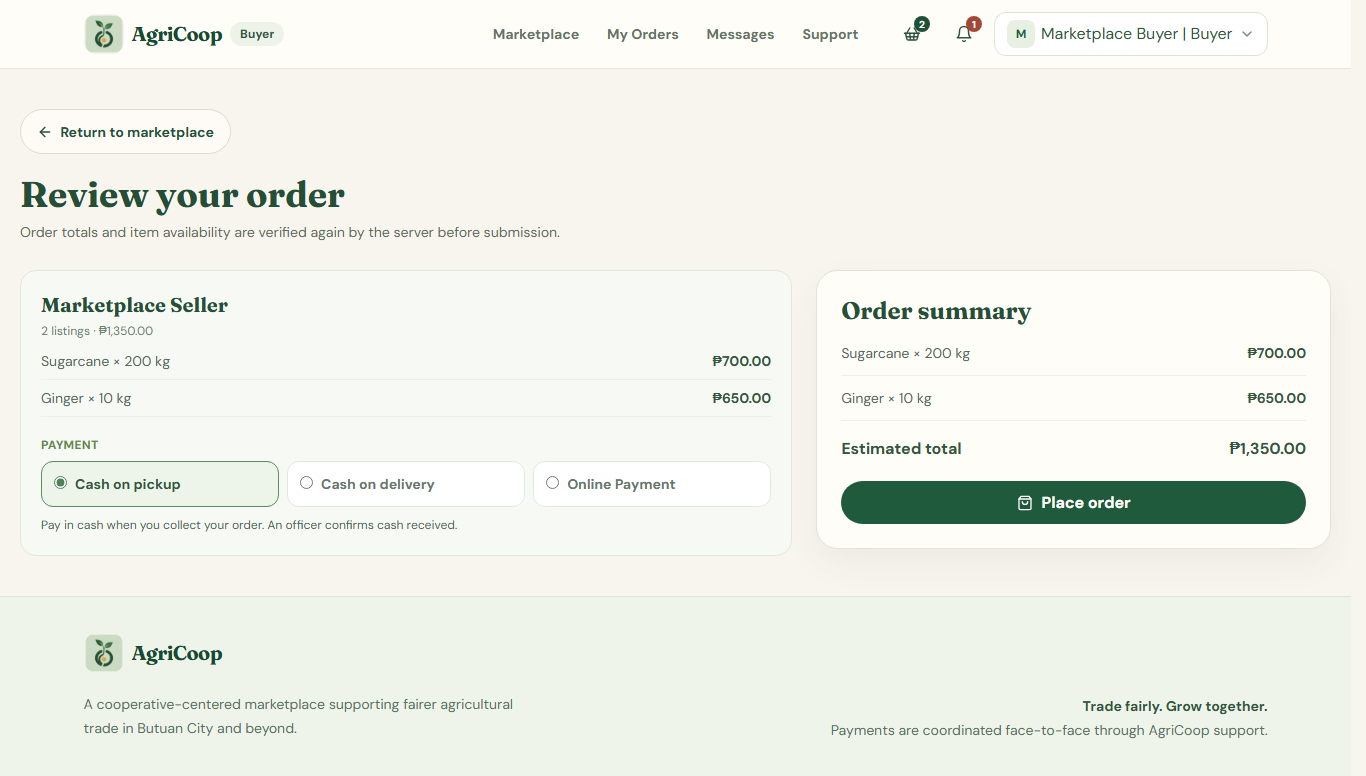 AgriCoop Buyer Marketplace My Orders Messages Support 2 1 M Marketplace Buyer | Buyer
Return to marketplace
Review your order
Order totals and item availability are verified again by the server before submission.
Marketplace Seller
2 listings · ₱1,350.00
Sugarcane × 200 kg ₱700.00
Ginger × 10 kg ₱650.00
PAYMENT
Cash on pickup Cash on delivery Online Payment
Pay in cash when you collect your order. An officer confirms cash received.
Order summary
Sugarcane × 200 kg ₱700.00
Ginger × 10 kg ₱650.00
Estimated total ₱1,350.00
Place order
AgriCoop
A cooperative-centered marketplace supporting fairer agricultural
trade in Butuan City and beyond.
Trade fairly. Grow together.
Payments are coordinated face-to-face through AgriCoop support.